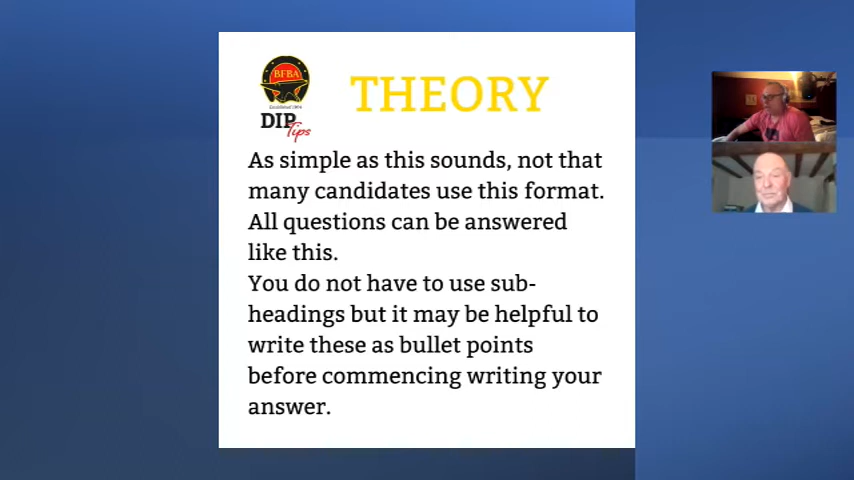 BFBA
Established 1904
DIP
Tips
THEORY
As simple as this sounds, not that
many candidates use this format.
All questions can be answered
like this.
You do not have to use sub-
headings but it may be helpful to
write these as bullet points
before commencing writing your
answer.